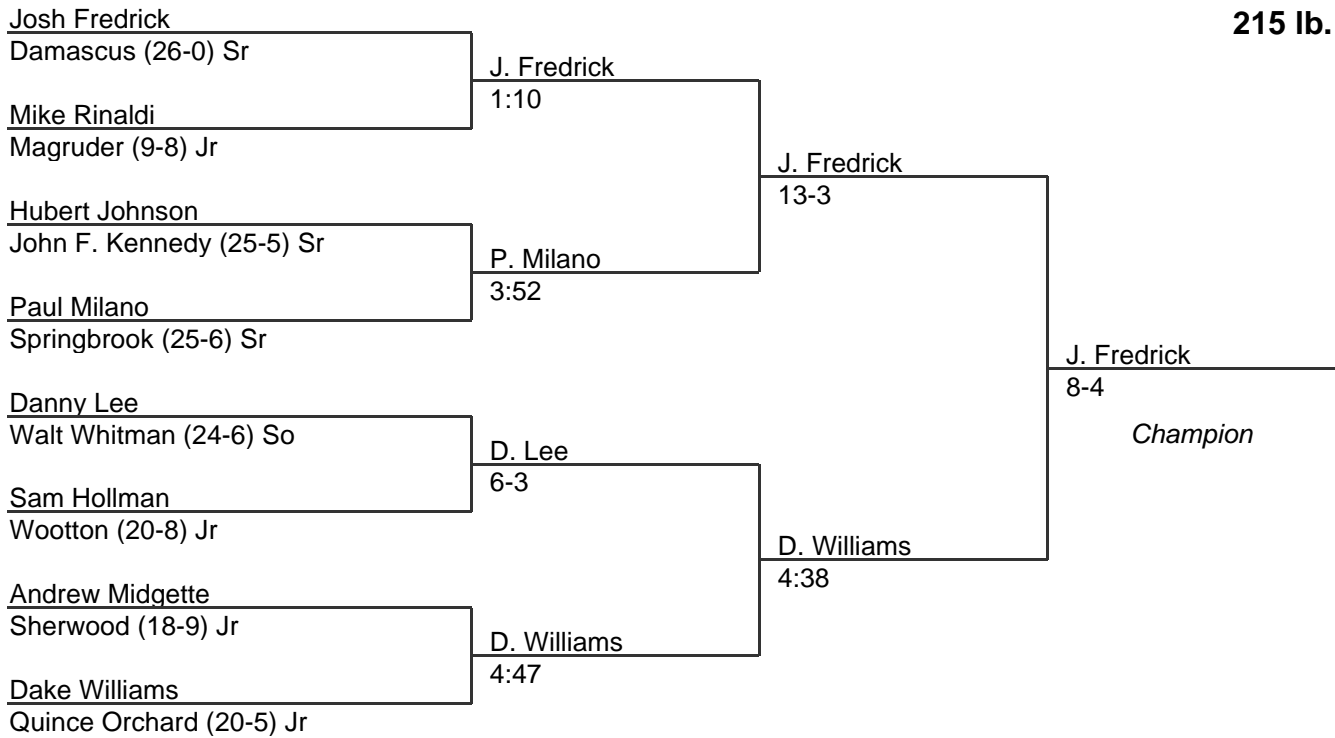 215 lb.
Josh Fredrick
Damascus (26-0) Sr
J. Fredrick
1:10
Mike Rinaldi
Magruder (9-8) Jr
J. Fredrick
13-3
Hubert Johnson
John F. Kennedy (25-5) Sr
P. Milano
3:52
Paul Milano
Springbrook (25-6) Sr
J. Fredrick
8-4
Champion
Danny Lee
Walt Whitman (24-6) So
D. Lee
6-3
Sam Hollman
Wootton (20-8) Jr
D. Williams
4:38
Andrew Midgette
Sherwood (18-9) Jr
D. Williams
4:47
Dake Williams
Quince Orchard (20-5) Jr